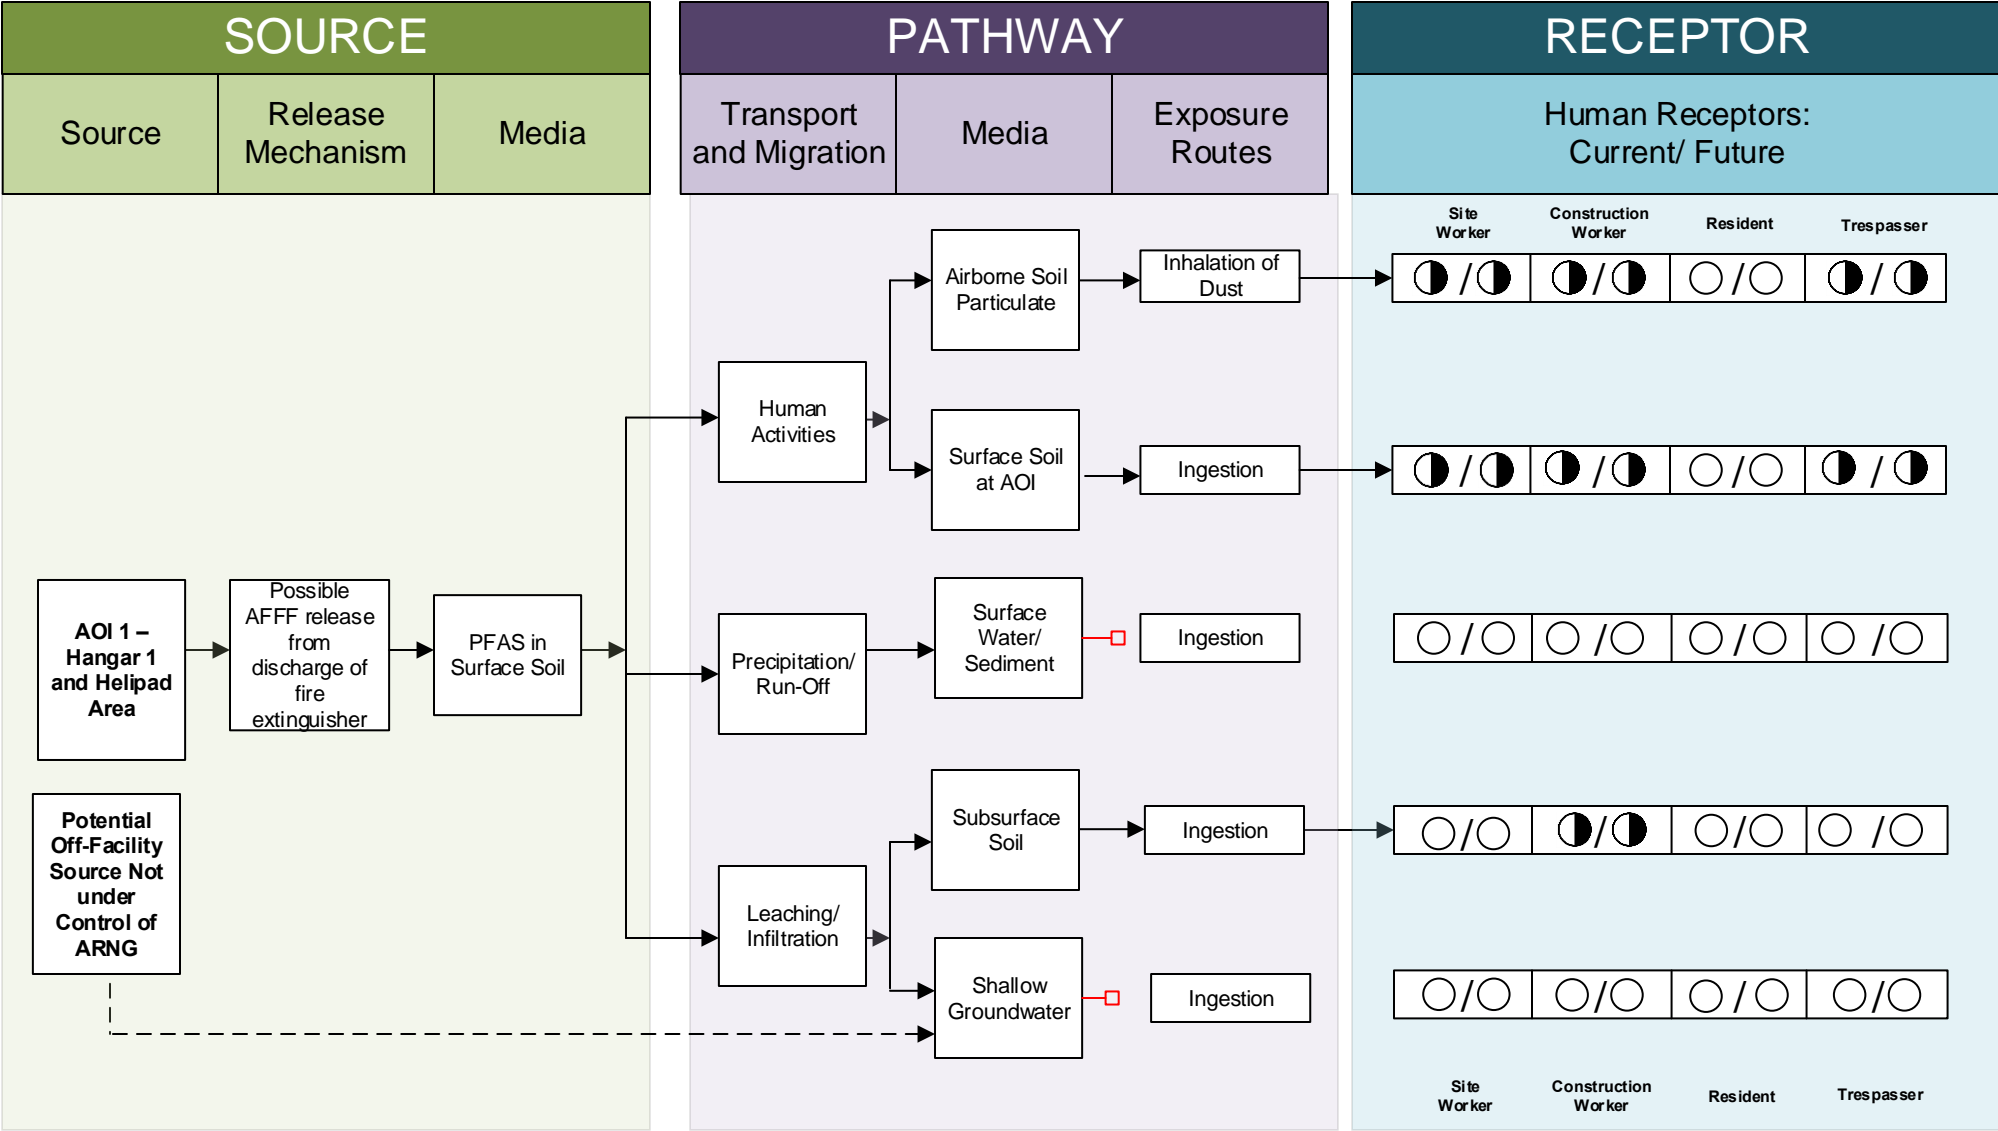 SOURCE
PATHWAY
RECEPTOR
Source
Release
Mechanism
Media
Transport
and Migration
Media
Exposure
Routes
Human Receptors:
Current/ Future
Site
Worker
Construction
Worker
Resident
Trespasser
Airborne Soil
Particulate
Inhalation of
Dust
/
/
/
/
Human
Activities
Surface Soil
at AOI
Ingestion
/
/
/
/
AOI 1 –
Hangar 1
and Helipad
Area
Possible
AFFF release
from
discharge of
fire
extinguisher
PFAS in
Surface Soil
Precipitation/
Run-Off
Surface
Water/
Sediment
Ingestion
/
/
/
/
Potential
Off-Facility
Source Not
under
Control of
ARNG
Leaching/
Infiltration
Subsurface
Soil
Ingestion
/
/
/
/
Shallow
Groundwater
Ingestion
/
/
/
/
Site
Worker
Construction
Worker
Resident
Trespasser